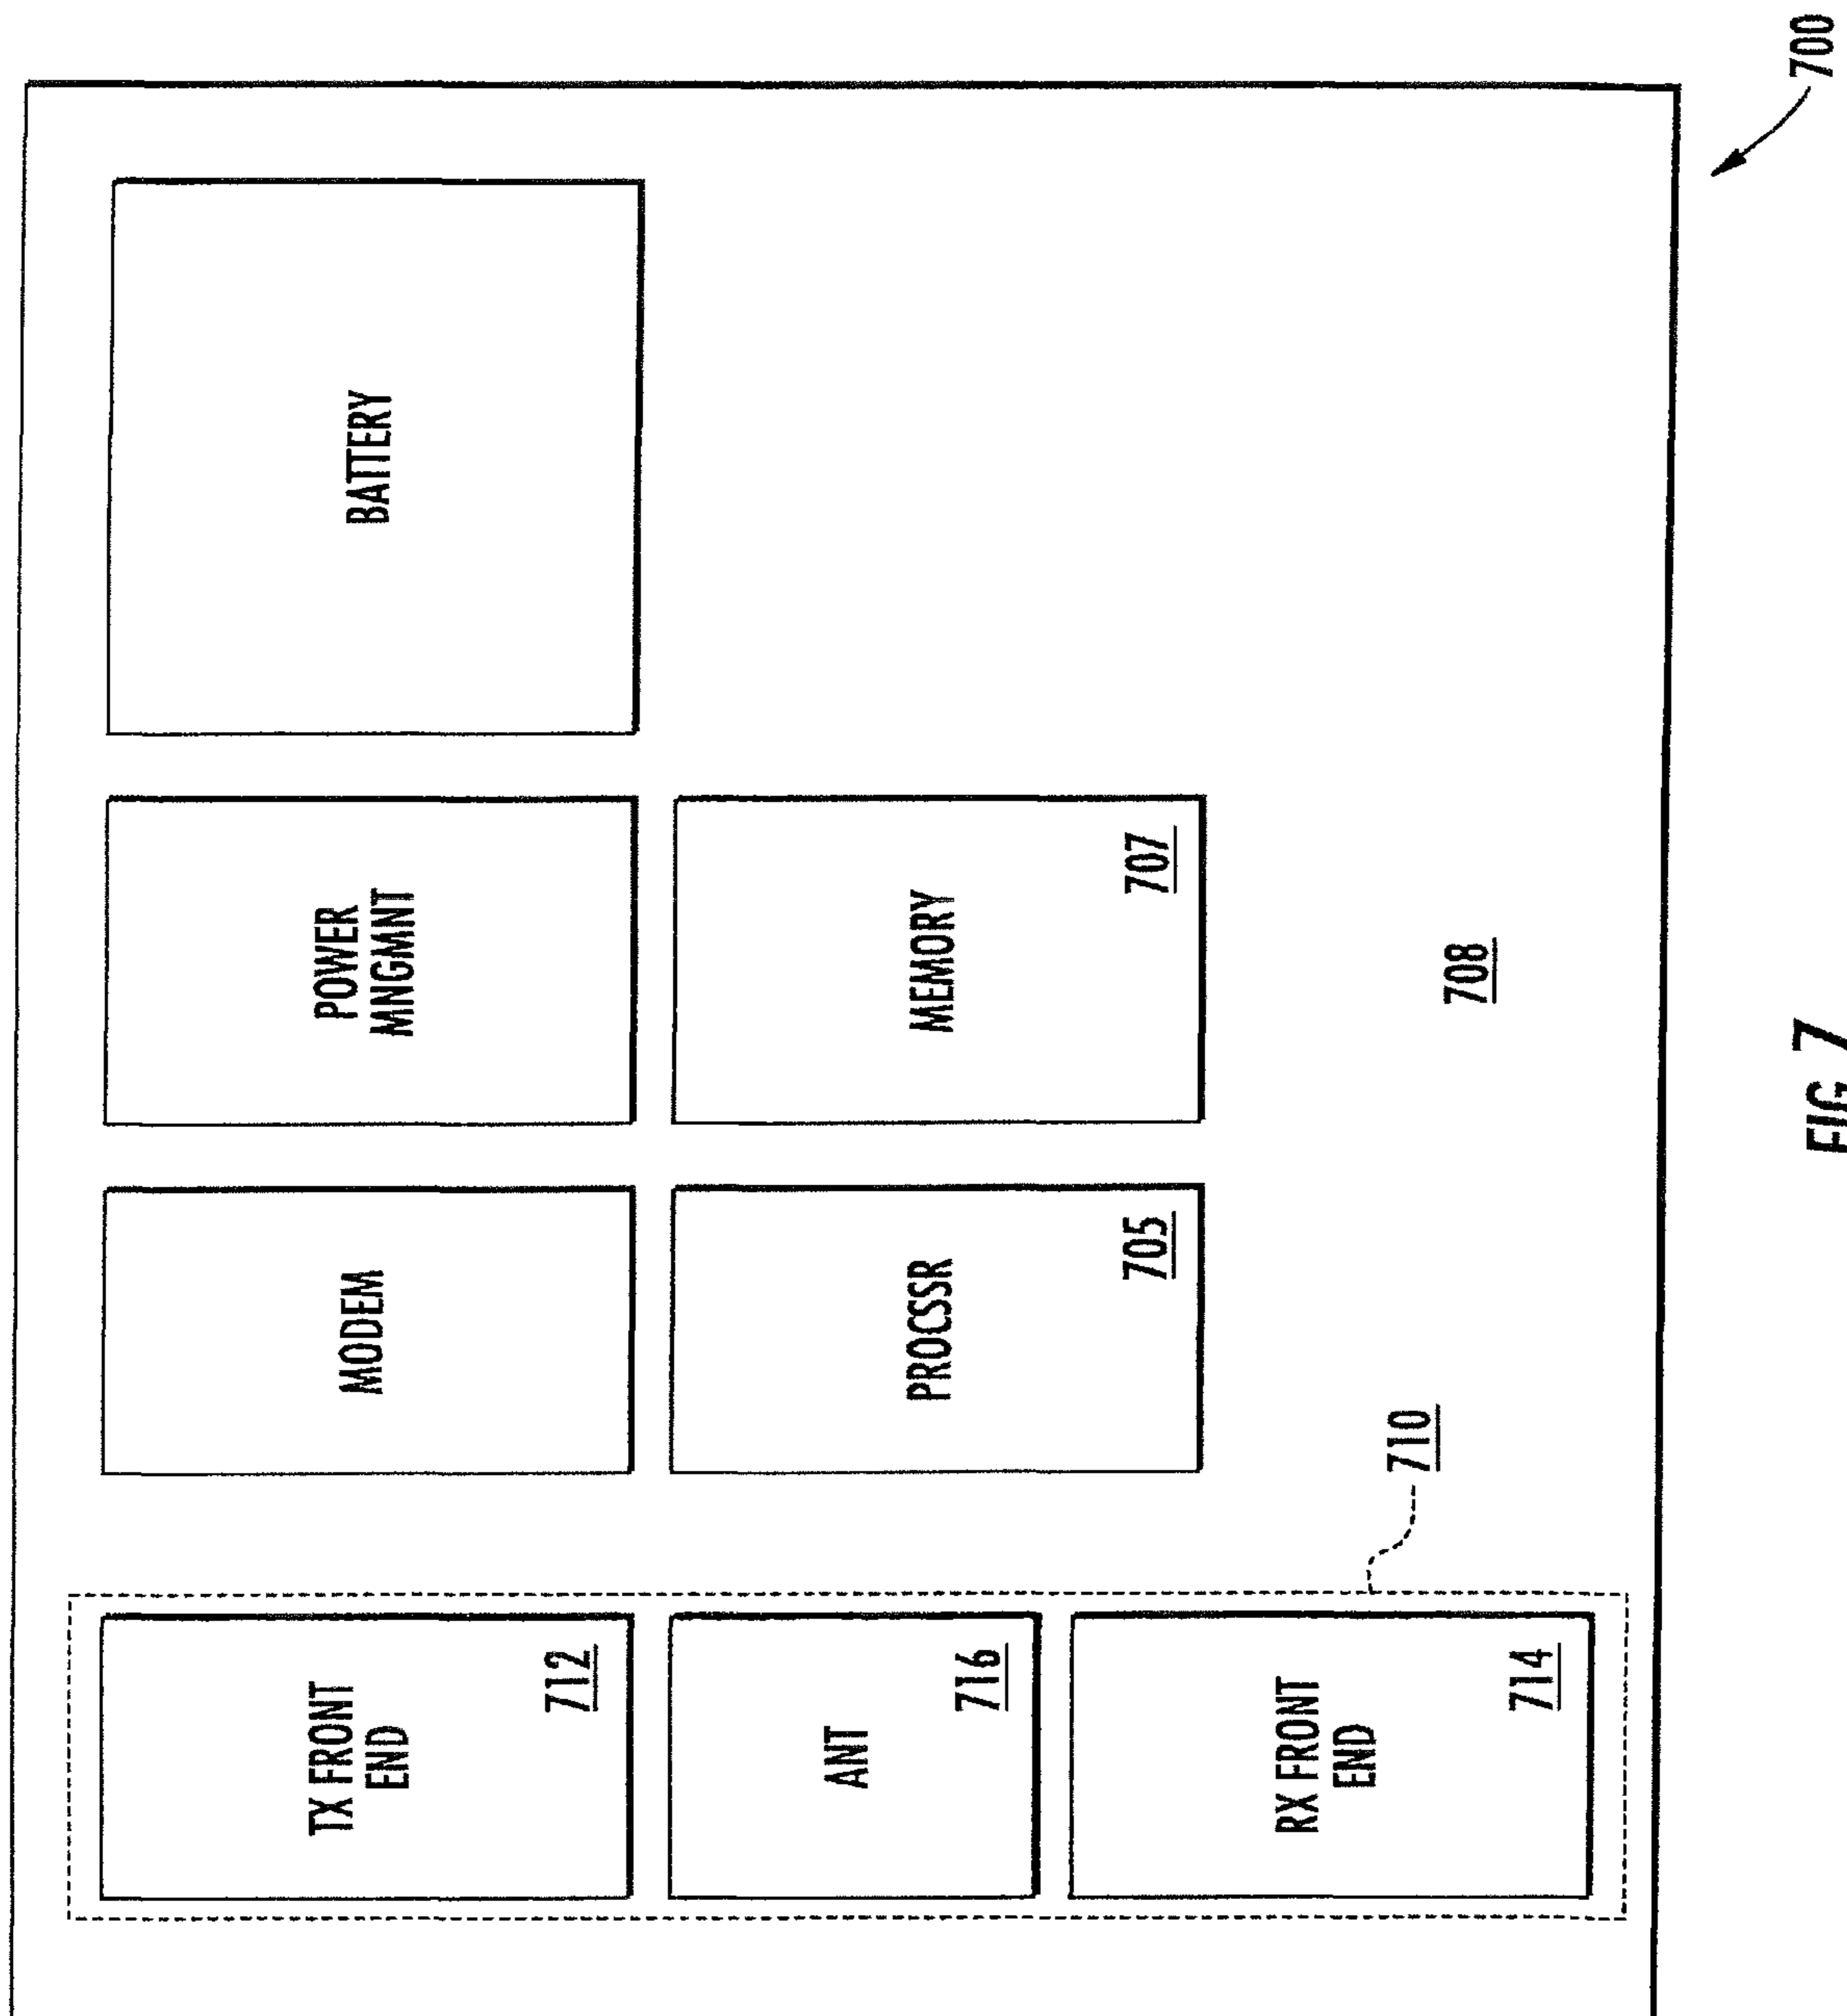 TX FRONT
END
712
MODEM
POWER
MNGMNT
BATTERY
ANT
716
PROCSSR
705
MEMORY
707
RX FRONT
END
714
710
708
700
FIG. 7